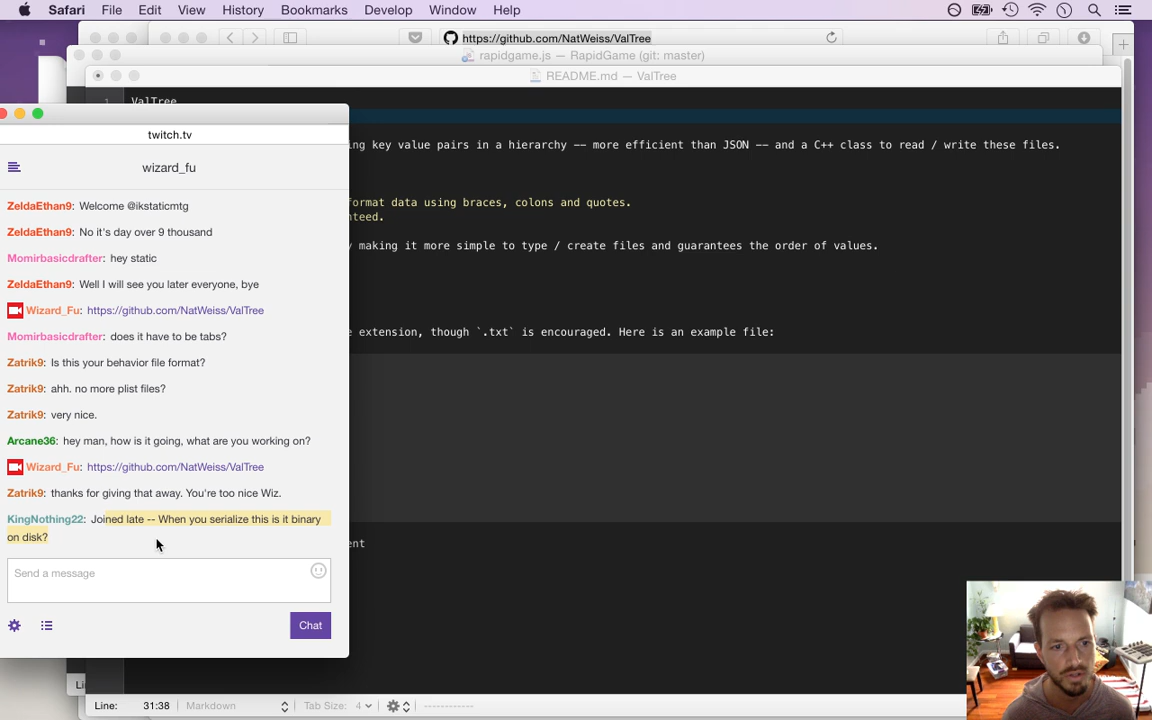 Safari File Edit View History Bookmarks Develop Window Help
https://github.com/NatWeiss/ValTree
rapidgame.js — RapidGame (git: master)
README.md — ValTree
1 ValTree
twitch.tv
ing key value pairs in a hierarchy -- more efficient than JSON -- and a C++ class to read / write these files.
wizard_fu
ZeldaEthan9: Welcome @ikstaticmtg
format data using braces, colons and quotes.
nteed.
ZeldaEthan9: No it's day over 9 thousand
y making it more simple to type / create files and guarantees the order of values.
Momirbasicdrafter: hey static
ZeldaEthan9: Well I will see you later everyone, bye
Wizard_Fu: https://github.com/NatWeiss/ValTree
Momirbasicdrafter: does it have to be tabs?
e extension, though `.txt` is encouraged. Here is an example file:
Zatrik9: Is this your behavior file format?
Zatrik9: ahh. no more plist files?
Zatrik9: very nice.
Arcane36: hey man, how is it going, what are you working on?
Wizard_Fu: https://github.com/NatWeiss/ValTree
Zatrik9: thanks for giving that away. You're too nice Wiz.
KingNothing22: Joined late -- When you serialize this is it binary
on disk?
ent
Send a message
Chat
Line: 31:38 Markdown Tab Size: 4 ------------